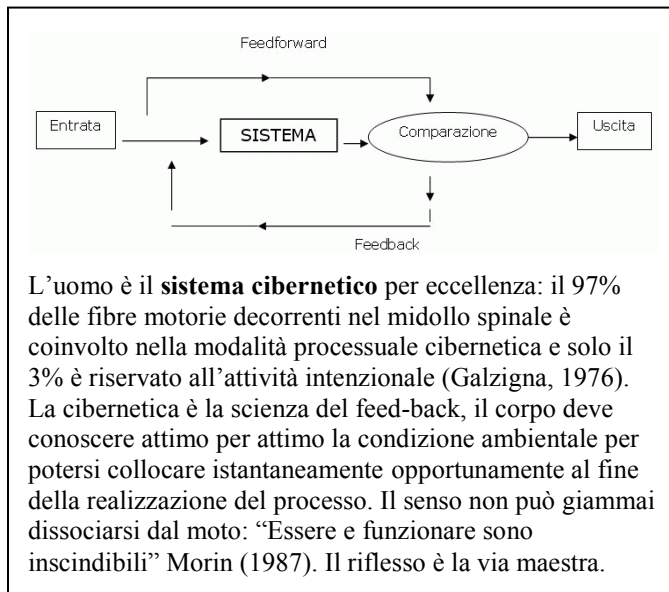 Feedforward
Entrata
SISTEMA
Comparazione
Uscita
Feedback
L’uomo è il sistema cibernetico per eccellenza: il 97%
delle fibre motorie decorrenti nel midollo spinale è
coinvolto nella modalità processuale cibernetica e solo il
3% è riservato all’attività intenzionale (Galzigna, 1976).
La cibernetica è la scienza del feed-back, il corpo deve
conoscere attimo per attimo la condizione ambientale per
potersi collocare istantaneamente opportunamente al fine
della realizzazione del processo. Il senso non può giammai
dissociarsi dal moto: “Essere e funzionare sono
inscindibili” Morin (1987). Il riflesso è la via maestra.